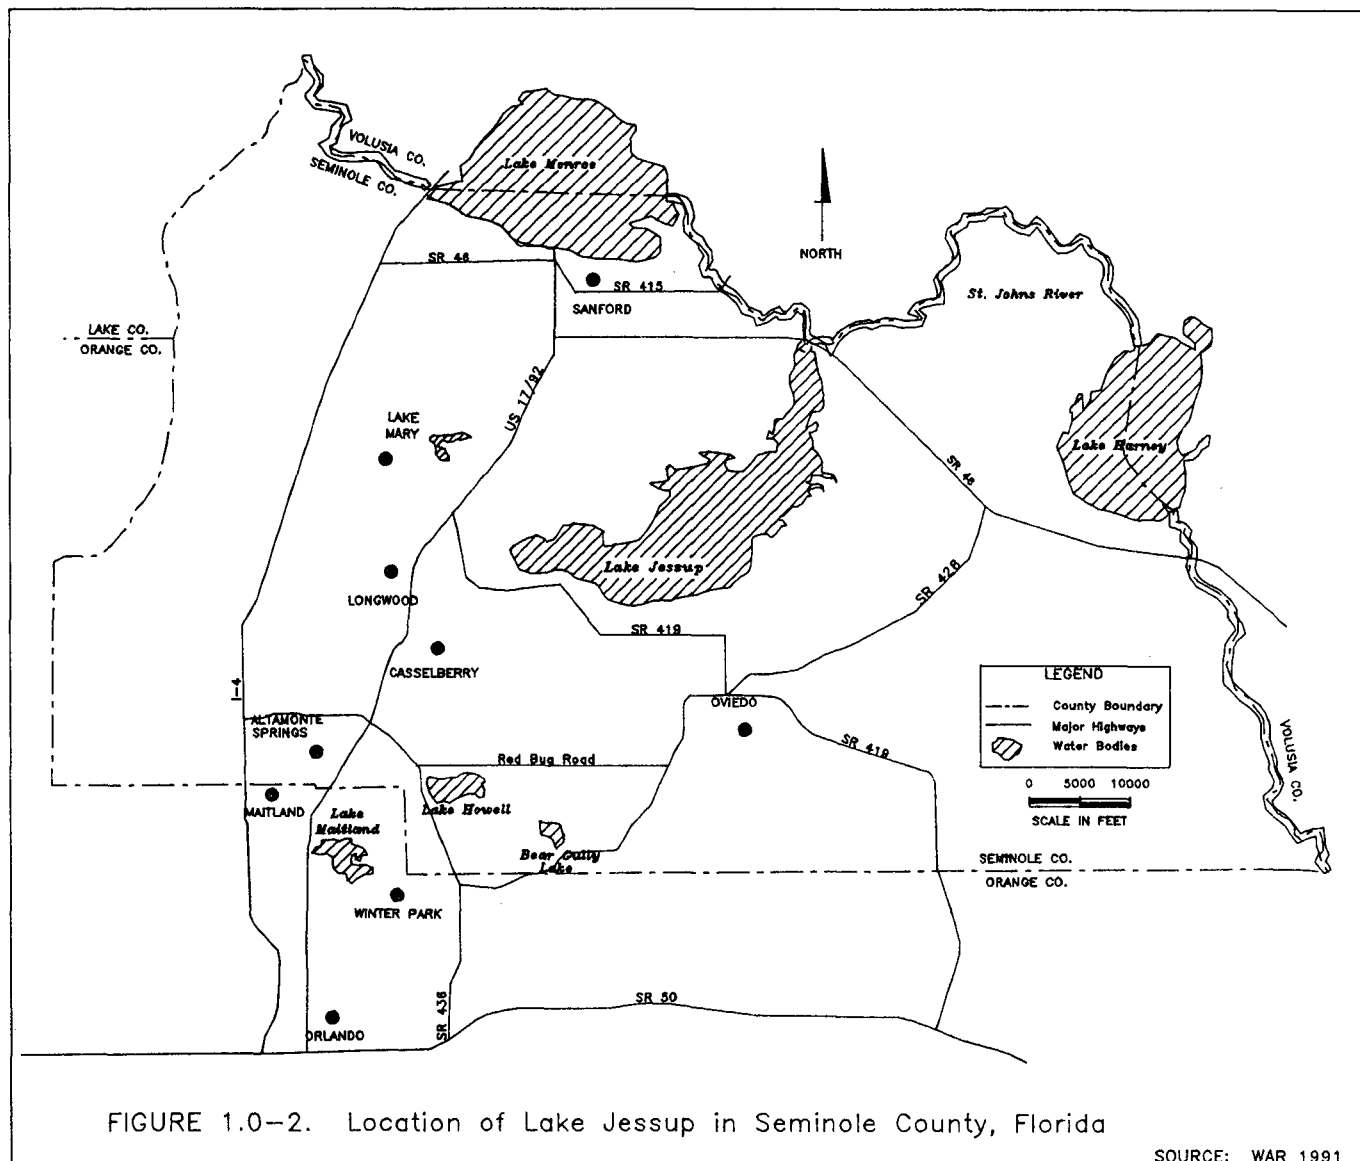 VOLUSIA CO.
SEMINOLE CO.
Lake Monroe
NORTH
SR 46
SR 415
SANFORD
St. Johns River
LAKE CO.
ORANGE CO.
US 17/92
LAKE
MARY
Lake Harney
SR 46
Lake Jessup
LONGWOOD
SR 426
SR 419
CASSELBERRY
I-4
OVIEDO
ALTAMONTE
SPRINGS
SR 419
LEGEND
County Boundary
Major Highways
Water Bodies
VOLUSIA CO.
Red Bug Road
0 5000 10000
SCALE IN FEET
MAITLAND
Lake
Maitland
Lake Howell
Bear Gully
Lake
SEMINOLE CO.
ORANGE CO.
WINTER PARK
SR 436
SR 50
ORLANDO
FIGURE 1.0-2. Location of Lake Jessup in Seminole County, Florida
SOURCE: WAR 1991